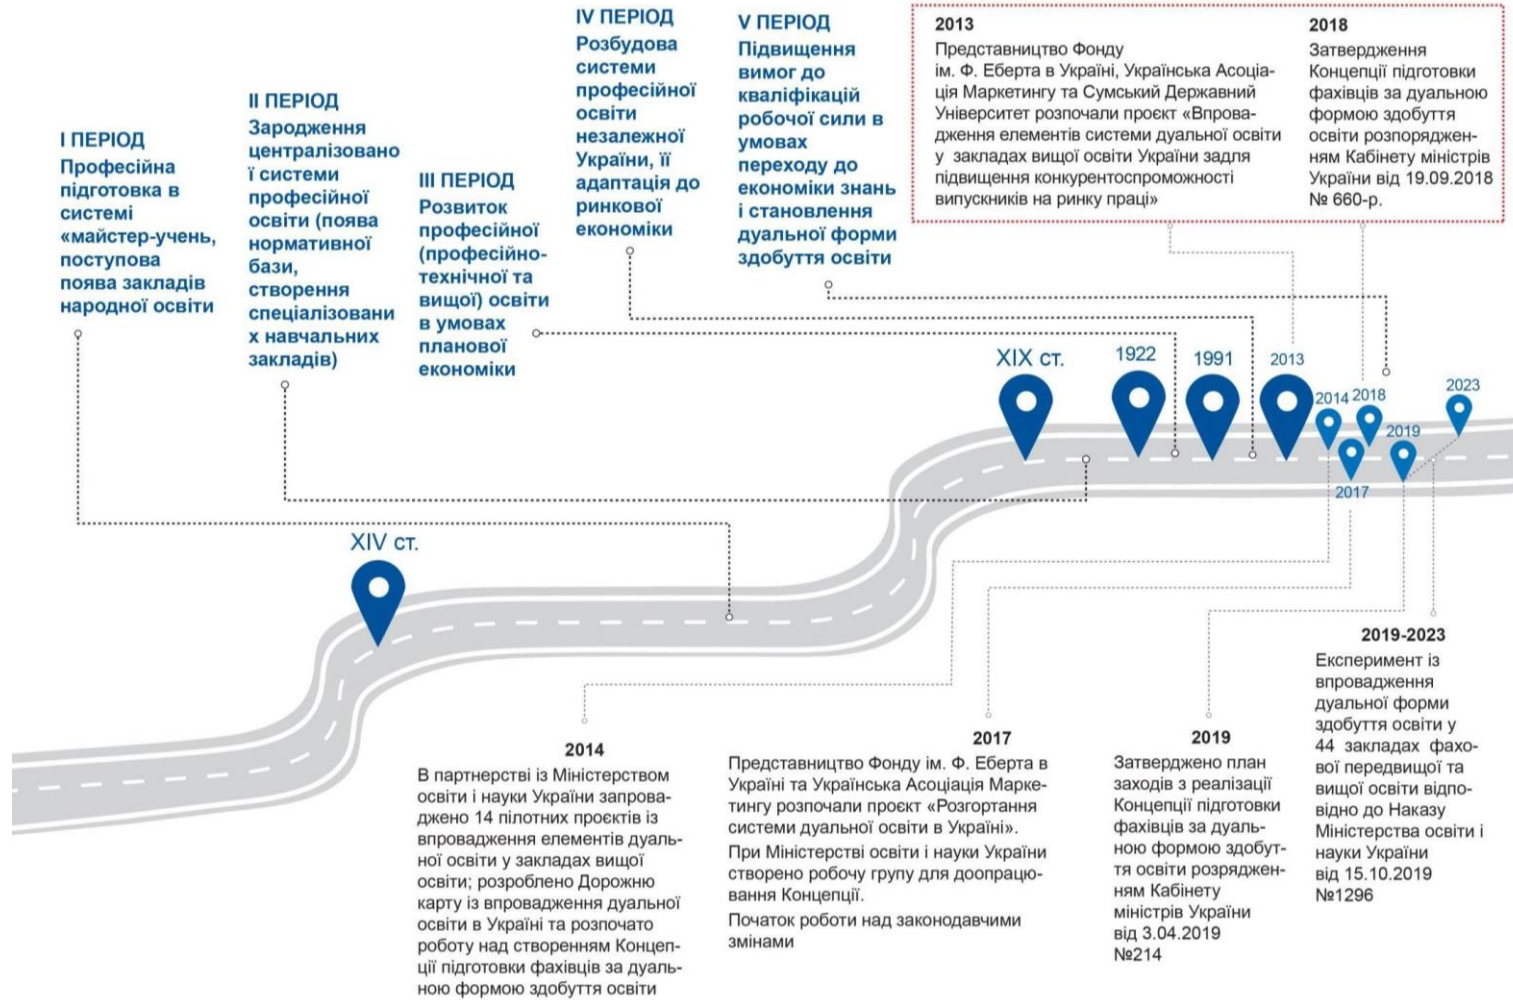 I ПЕРІОД
Професійна
підготовка в
системі
«майстер-учень,
поступова
поява закладів
народної освіти
II ПЕРІОД
Зародження
централізовано
ї системи
професійної
освіти (поява
нормативної
бази,
створення
спеціалізовани
х навчальних
закладів)
III ПЕРІОД
Розвиток
професійної
(професійно-
технічної та
вищої) освіти
в умовах
планової
економіки
IV ПЕРІОД
Розбудова
системи
професійної
освіти
незалежної
України, її
адаптація до
ринкової
економіки
V ПЕРІОД
Підвищення
вимог до
кваліфікацій
робочої сили в
умовах
переходу до
економіки знань
і становлення
дуальної форми
здобуття освіти
2013
Представництво Фонду
ім. Ф. Еберта в Україні, Українська Асоціа-
ція Маркетингу та Сумський Державний
Університет розпочали проєкт «Впрова-
дження елементів системи дуальної освіти
у закладах вищої освіти України задля
підвищення конкурентоспроможності
випускників на ринку праці»
2018
Затвердження
Концепції підготовки
фахівців за дуальною
формою здобуття
освіти розпоряджен-
ням Кабінету міністрів
України від 19.09.2018
№ 660-р.
XIV ст.
XIX ст.
1922
1991
2013
2014
2018
2023
2019
2017
2014
В партнерстві із Міністерством
освіти і науки України запрова-
джено 14 пілотних проєктів із
впровадження елементів дуаль-
ної освіти у закладах вищої
освіти; розроблено Дорожню
карту із впровадження дуальної
освіти в Україні та розпочато
роботу над створенням Концеп-
ції підготовки фахівців за дуаль-
ною формою здобуття освіти
2017
Представництво Фонду ім. Ф. Еберта в
Україні та Українська Асоціація Марке-
тингу розпочали проєкт «Розгортання
системи дуальної освіти в Україні».
При Міністерстві освіти і науки України
створено робочу групу для доопрацю-
вання Концепції.
Початок роботи над законодавчими
змінами
2019
Затверджено план
заходів з реалізації
Концепції підготовки
фахівців за дуаль-
ною формою здобут-
тя освіти розряджен-
ням Кабінету
міністрів України
від 3.04.2019
№214
2019-2023
Експеримент із
впровадження
дуальної форми
здобуття освіти у
44 закладах фахо-
вої передвищої та
вищої освіти відпо-
відно до Наказу
Міністерства освіти і
науки України
від 15.10.2019
№1296